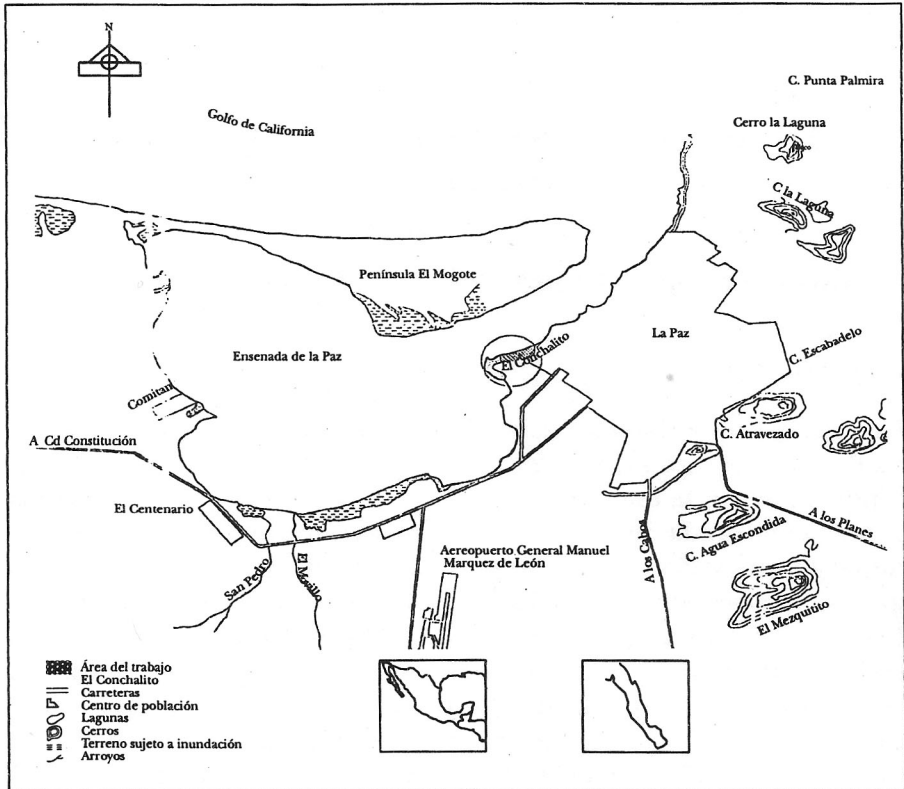 N
C. Punta Palmira
Golfo de California
Cerro la Laguna
C la Laguna
Península El Mogote
La Paz
Ensenada de la Paz
El Conchalito
C. Escabadelo
Comitan
C. Atravezado
A Cd Constitución
El Centenario
A los Planes
C. Agua Escondida
Aereopuerto General Manuel
Marquez de León
A los Cabos
San Pedro
El Mezquitito
Área del trabajo
El Conchalito
Carreteras
Centro de población
Lagunas
Cerros
Terreno sujeto a inundación
Arroyos